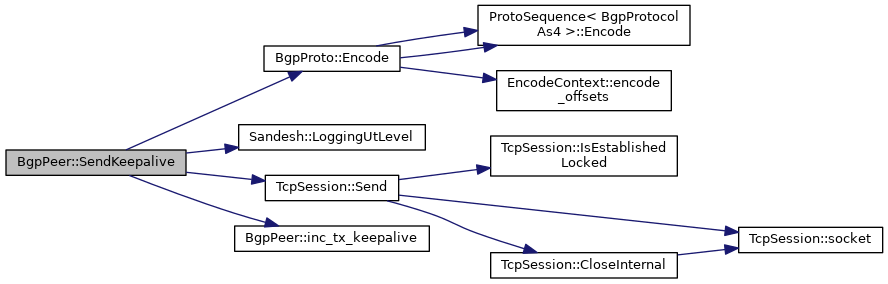 ProtoSequence< BgpProtocol
As4 >::Encode
BgpProto::Encode
EncodeContext::encode
_offsets
Sandesh::LoggingUtLevel
TcpSession::IsEstablished
Locked
BgpPeer::SendKeepalive
TcpSession::Send
BgpPeer::inc_tx_keepalive
TcpSession::socket
TcpSession::CloseInternal